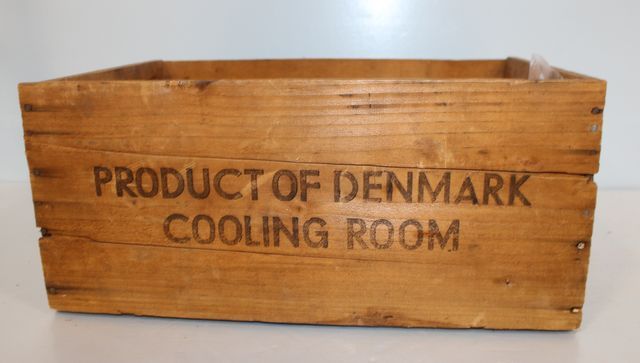 PRODUCT OF DENMARK
COOLING ROOM